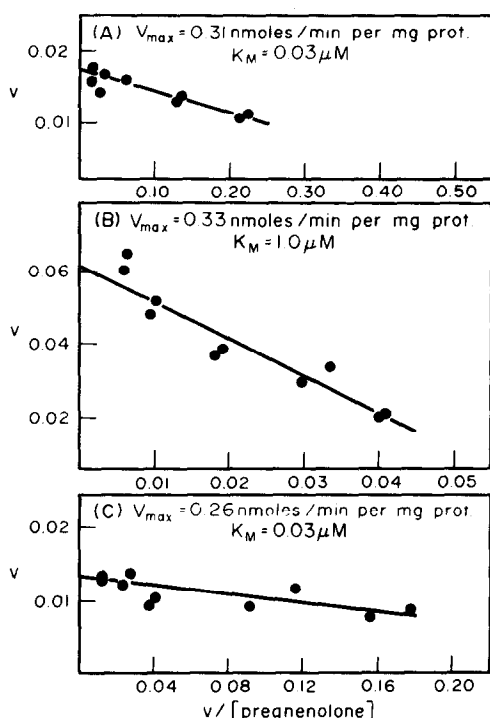 (A) Vmax = 0.31 nmoles/min per mg prot.
KM = 0.03 μM
0.02
v
0.01
0.10 0.20 0.30 0.40 0.50
(B) Vmax = 0.33 nmoles/min per mg prot.
KM = 1.0 μM
0.06
v
0.04
0.02
0.01 0.02 0.03 0.04 0.05
(C) Vmax = 0.26 nmoles/min per mg prot.
KM = 0.03 μM
0.02
v
0.01
0.04 0.08 0.12 0.16 0.20
v/[pregnenolone]